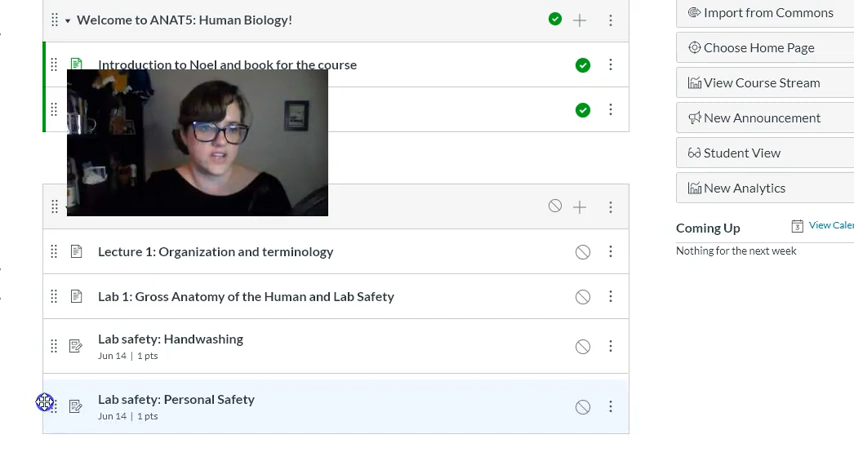 Welcome to ANAT5: Human Biology!
Introduction to Noel and book for the course
Lecture 1: Organization and terminology
Lab 1: Gross Anatomy of the Human and Lab Safety
Lab safety: Handwashing
Jun 14 | 1 pts
Lab safety: Personal Safety
Jun 14 | 1 pts
Import from Commons
Choose Home Page
View Course Stream
New Announcement
Student View
New Analytics
Coming Up
View Caler
Nothing for the next week